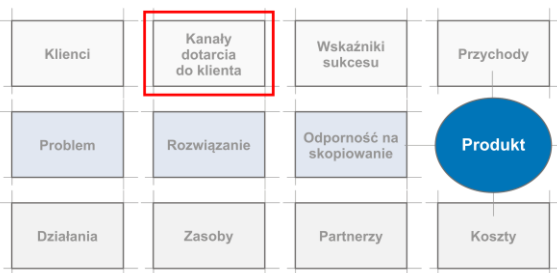 Klienci
Kanały
dotarcia
do klienta
Wskaźniki
sukcesu
Przychody
Problem
Rozwiązanie
Odporność na
skopiowanie
Produkt
Działania
Zasoby
Partnerzy
Koszty